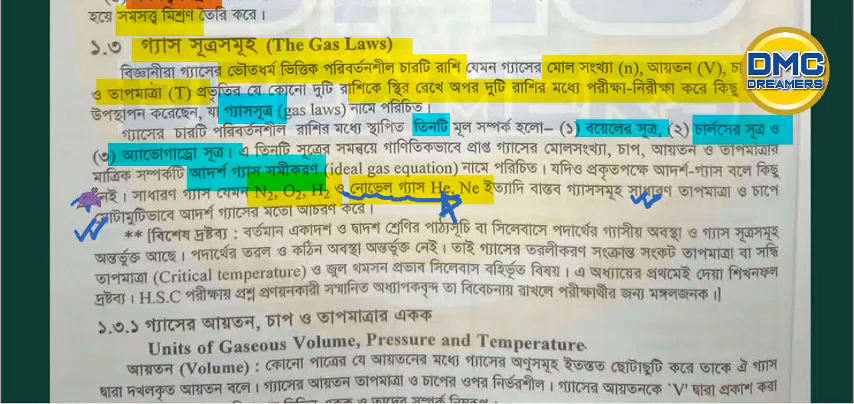 হয়ে সমসত্ত্ব মিশ্রণ তৈরি করে।
১.৩ গ্যাস সূত্রসমূহ (The Gas Laws)
বিজ্ঞানীরা গ্যাসের ভৌতধর্ম ভিত্তিক পরিবর্তনশীল চারটি রাশি যেমন গ্যাসের মোল সংখ্যা (n), আয়তন (V),
DMC
DREAMERS
ও তাপমাত্রা (T) প্রভৃতির যে কোনো দুটি রাশিকে স্থির রেখে অপর দুটি রাশির মধ্যে পরীক্ষা-নিরীক্ষা করে কিছু
উপস্থাপন করেছেন, যা গ্যাসসূত্র (gas laws) নামে পরিচিত।
গ্যাসের চারটি পরিবর্তনশীল রাশির মধ্যে স্থাপিত তিনটি মূল সম্পর্ক হলো– (১) বয়েলের সূত্র, (২) চার্লসের সূত্র ও
(৩) অ্যাভোগাড্রো সূত্র। এ তিনটি সূত্রের সমন্বয়ে গাণিতিকভাবে প্রাপ্ত গ্যাসের মোলসংখ্যা, চাপ, আয়তন ও তাপমাত্রার
মাত্রিক সম্পর্কটি আদর্শ গ্যাস সমীকরণ (ideal gas equation) নামে পরিচিত। যদিও প্রকৃতপক্ষে আদর্শ-গ্যাস বলে কিছু
নেই। সাধারণ গ্যাস যেমন N₂, O₂, H₂ ও নোভেল গ্যাস He, Ne ইত্যাদি বাস্তব গ্যাসসমূহ সাধারণ তাপমাত্রা ও চাপে
মোটামুটিভাবে আদর্শ গ্যাসের মতো আচরণ করে।
** [বিশেষ দ্রষ্টব্য : বর্তমান একাদশ ও দ্বাদশ শ্রেণির পাঠ্যসূচি বা সিলেবাসে পদার্থের গ্যাসীয় অবস্থা ও গ্যাস সূত্রসমূহ
অন্তর্ভুক্ত আছে। পদার্থের তরল ও কঠিন অবস্থা অন্তর্ভুক্ত নেই। তাই গ্যাসের তরলীকরণ সংক্রান্ত সংকট তাপমাত্রা বা সন্ধি
তাপমাত্রা (Critical temperature) ও জুল থমসন প্রভাব সিলেবাস বহির্ভূত বিষয়। এ অধ্যায়ের প্রথমেই দেয়া শিখনফল
দ্রষ্টব্য। H.S.C পরীক্ষায় প্রশ্ন প্রণয়নকারী সম্মানিত অধ্যাপকবৃন্দ তা বিবেচনায় রাখলে পরীক্ষার্থীর জন্য মঙ্গলজনক।]
১.৩.১ গ্যাসের আয়তন, চাপ ও তাপমাত্রার একক
Units of Gaseous Volume, Pressure and Temperature
আয়তন (Volume) : কোনো পাত্রের যে আয়তনের মধ্যে গ্যাসের অণুসমূহ ইতস্তত ছোটাছুটি করে তাকে ঐ গ্যাস
দ্বারা দখলকৃত আয়তন বলে। গ্যাসের আয়তন তাপমাত্রা ও চাপের ওপর নির্ভরশীল। গ্যাসের আয়তনকে 'V' দ্বারা প্রকাশ করা